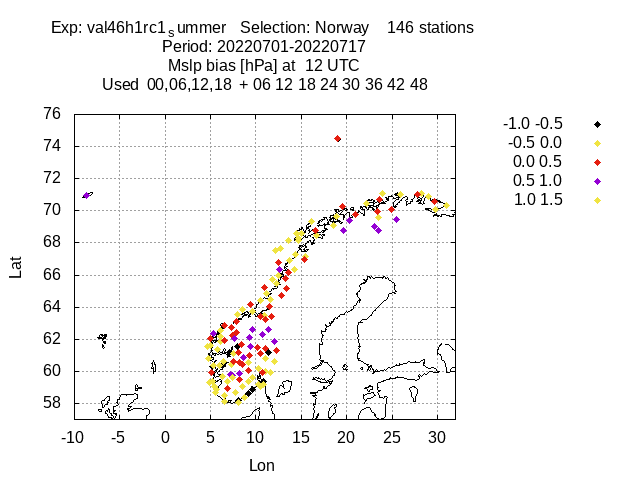 Exp: val46h1rc1summer   Selection: Norway    146 stations
Period: 20220701-20220717
Mslp bias [hPa] at  12 UTC
Used  00,06,12,18  + 06 12 18 24 30 36 42 48
-1.0 -0.5
-0.5 0.0
0.0 0.5
0.5 1.0
1.0 1.5
76
74
72
70
68
66
64
62
60
58
Lat
-10 -5 0 5 10 15 20 25 30
Lon